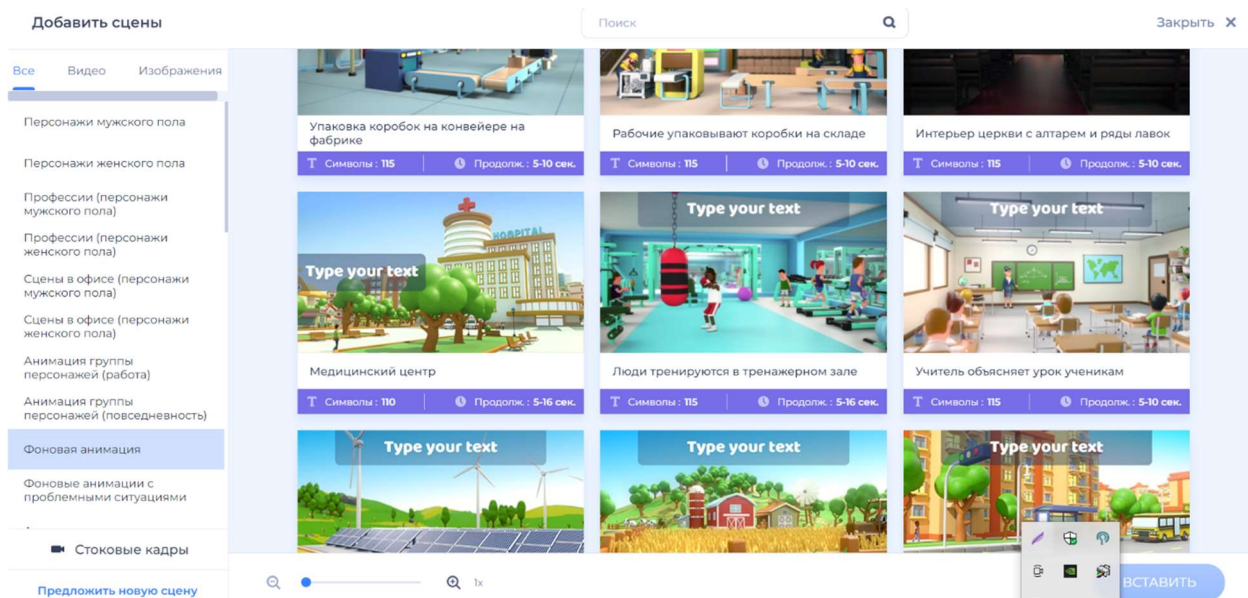 Добавить сцены
Поиск
Закрыть X
Все Видео Изображения
Персонажи мужского пола
Персонажи женского пола
Профессии (персонажи
мужского пола)
Профессии (персонажи
женского пола)
Сцены в офисе (персонажи
мужского пола)
Сцены в офисе (персонажи
женского пола)
Анимация группы
персонажей (работа)
Анимация группы
персонажей (повседневность)
Фоновая анимация
Фоновые анимации с
проблемными ситуациями
Стоковые кадры
Предложить новую сцену
Упаковка коробок на конвейере на
фабрике
T Символы : 115 Продолж. : 5-10 сек.
Рабочие упаковывают коробки на складе
T Символы : 115 Продолж. : 5-10 сек.
Интерьер церкви с алтарем и ряды лавок
T Символы : 115 Продолж. : 5-10 сек.
HOSPITAL
Type your text
Медицинский центр
T Символы : 110 Продолж. : 5-16 сек.
Type your text
Люди тренируются в тренажерном зале
T Символы : 115 Продолж. : 5-16 сек.
Type your text
Учитель объясняет урок ученикам
T Символы : 115 Продолж. : 5-10 сек.
Type your text
Type your text
Type your text
1x
ВСТАВИТЬ